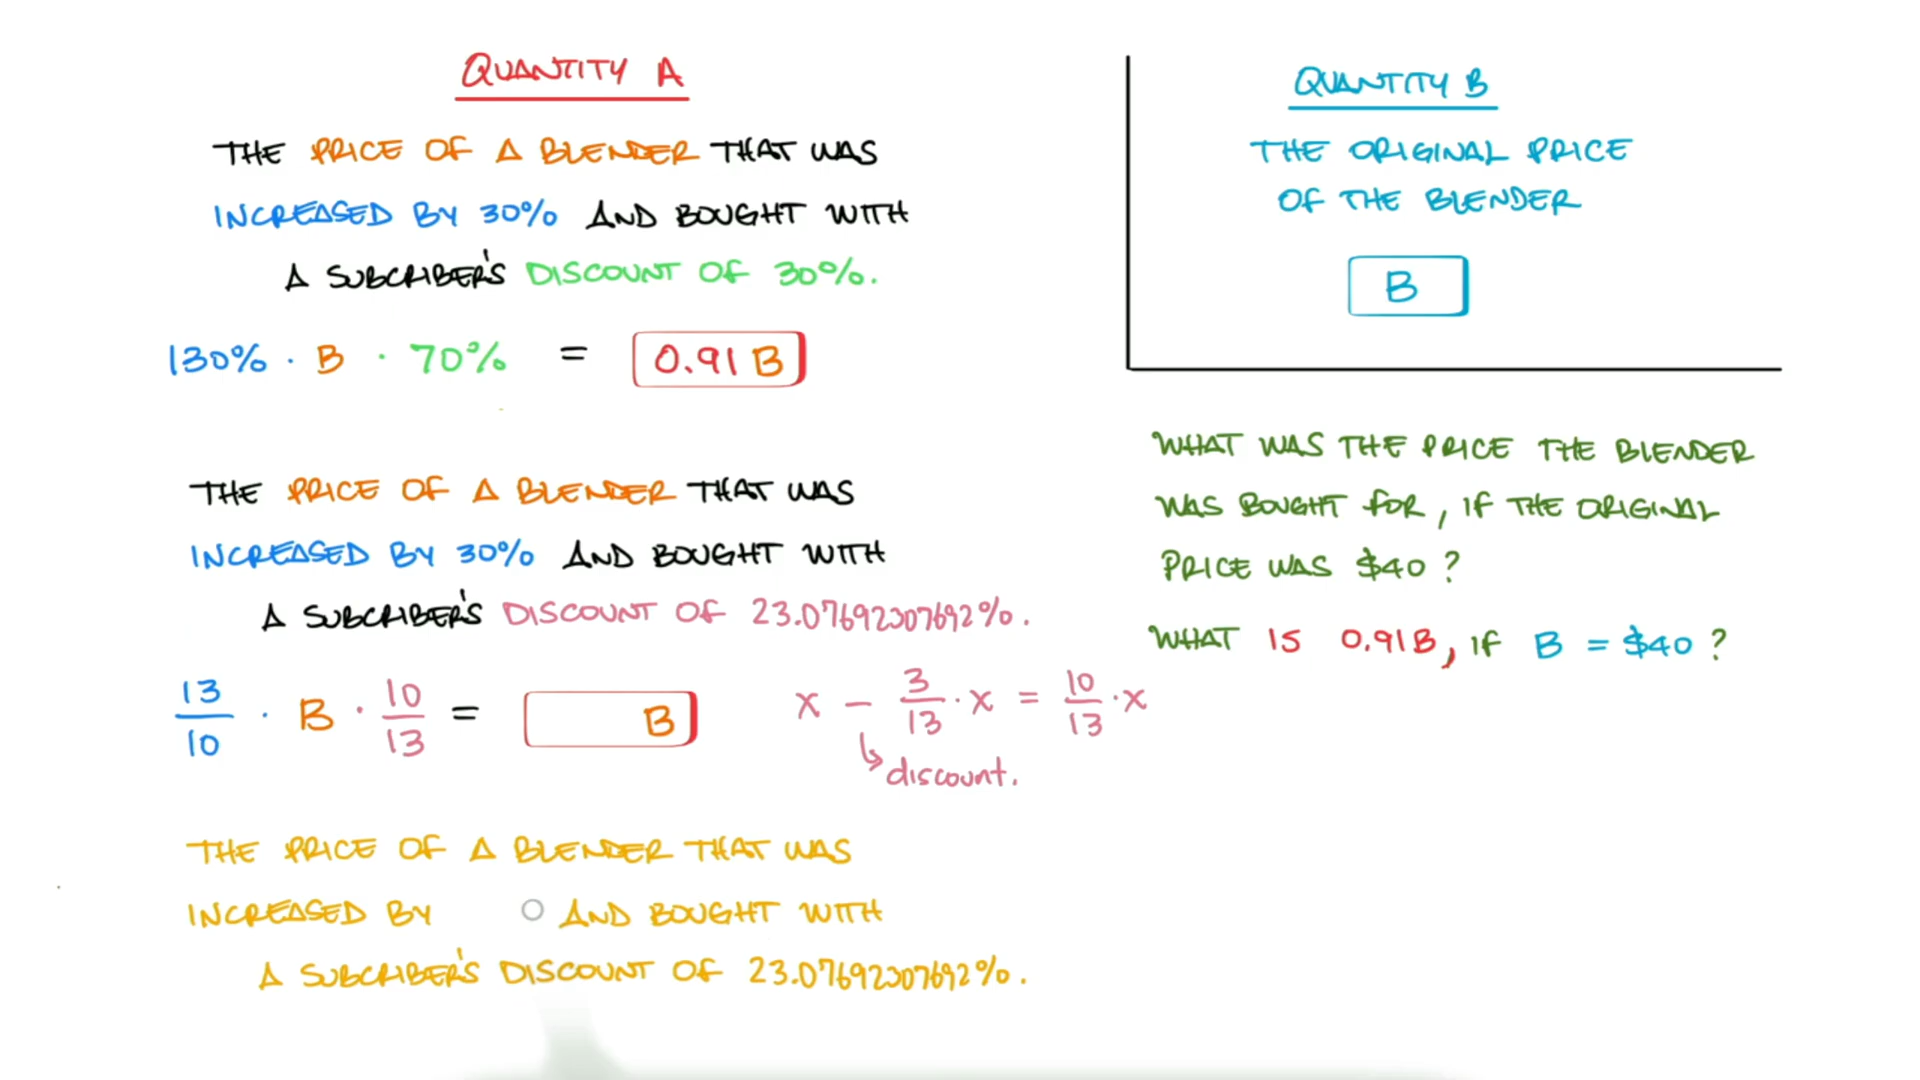 QUANTITY A
THE PRICE OF A BLENDER THAT WAS
INCREASED BY 30% AND BOUGHT WITH
A SUBCRIBER'S DISCOUNT OF 30%.
130% · B · 70% = 0.91 B
THE PRICE OF A BLENDER THAT WAS
INCREASED BY 30% AND BOUGHT WITH
A SUBCRIBER'S DISCOUNT OF 23.07692307692%.
13/10 · B · 10/13 = B
x - 3/13 · x = 10/13 · x
discount.
THE PRICE OF A BLENDER THAT WAS
INCREASED BY AND BOUGHT WITH
A SUBCRIBER'S DISCOUNT OF 23.07692307692%.
QUANTITY B
THE ORIGINAL PRICE
OF THE BLENDER
B
WHAT WAS THE PRICE THE BLENDER
WAS BOUGHT FOR, IF THE ORIGINAL
PRICE WAS $40?
WHAT IS 0.91B, IF B = $40?